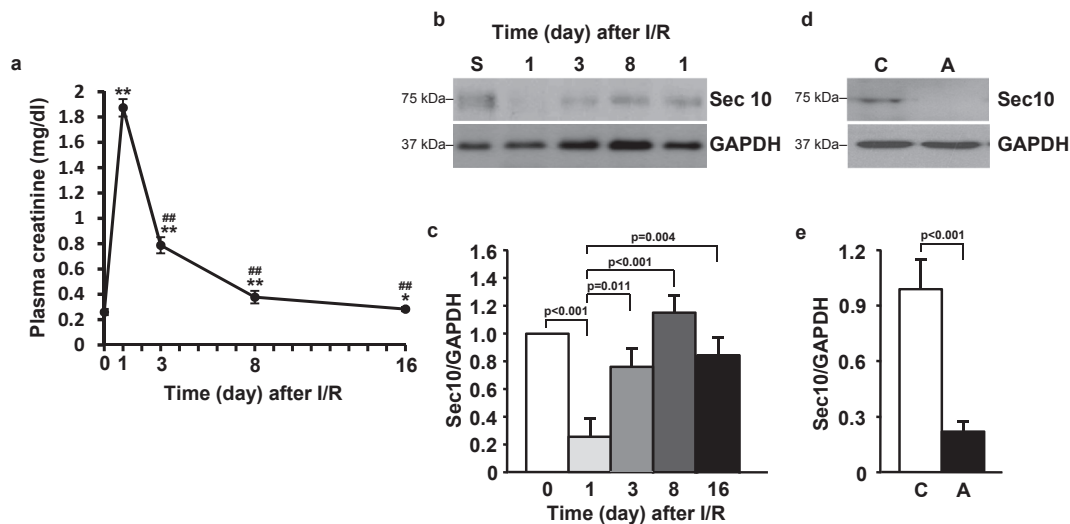 a
Plasma creatinine (mg/dl)
2
1.8
1.6
1.4
1.2
1
0.8
0.6
0.4
0.2
0
**
##
**
##
**
##
*
0 1 3 8 16
Time (day) after I/R
b
Time (day) after I/R
S 1 3 8 1
75 kDa
Sec 10
37 kDa
GAPDH
c
Sec10/GAPDH
1.6
1.4
1.2
1.0
0.8
0.6
0.4
0.2
0
p=0.004
p<0.001
p=0.011
p<0.001
0 1 3 8 16
Time (day) after I/R
d
C A
75 kDa
Sec10
37 kDa
GAPDH
e
Sec10/GAPDH
1.2
0.9
0.6
0.3
0
p<0.001
C A